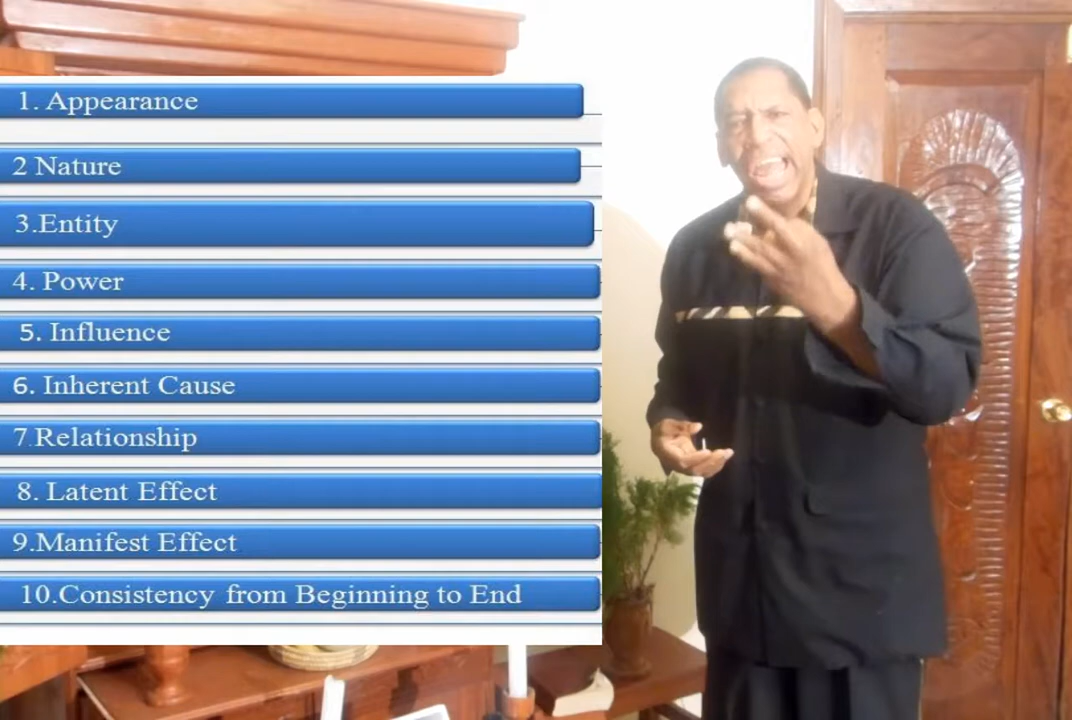 1. Appearance
2 Nature
3.Entity
4. Power
5. Influence
6. Inherent Cause
7.Relationship
8. Latent Effect
9.Manifest Effect
10.Consistency from Beginning to End